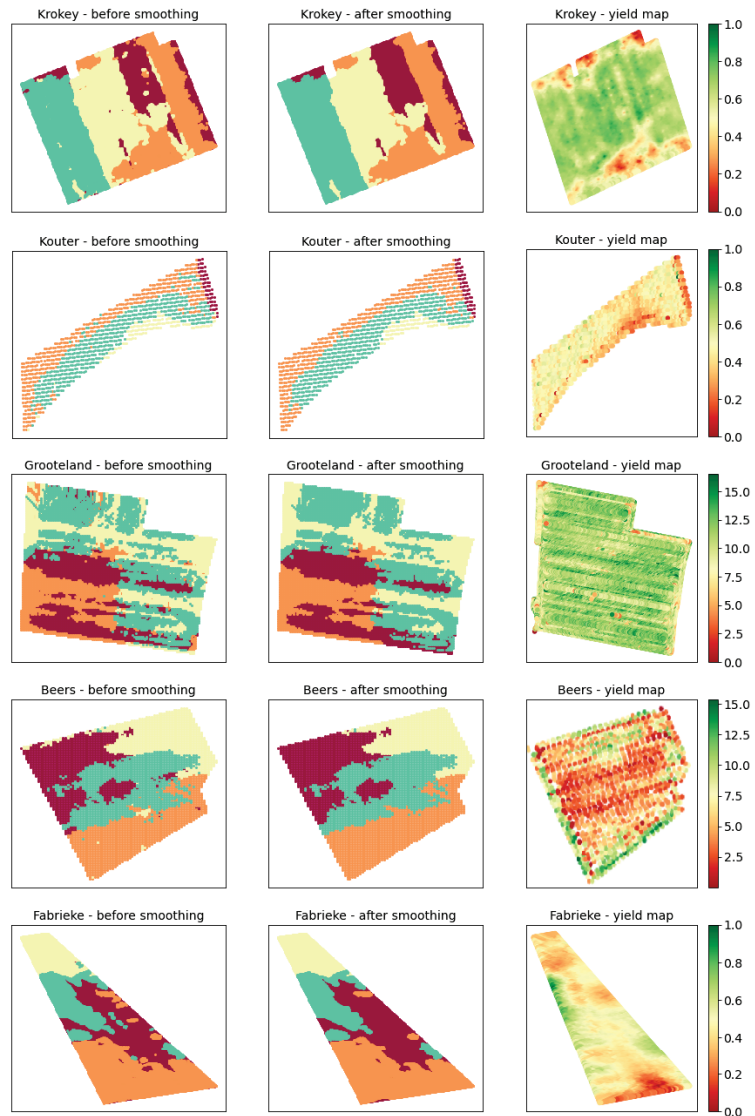 Krokey - before smoothing
Krokey - after smoothing
Krokey - yield map
1.0
0.8
0.6
0.4
0.2
0.0
Kouter - before smoothing
Kouter - after smoothing
Kouter - yield map
1.0
0.8
0.6
0.4
0.2
0.0
Grooteland - before smoothing
Grooteland - after smoothing
Grooteland - yield map
15.0
12.5
10.0
7.5
5.0
2.5
0.0
Beers - before smoothing
Beers - after smoothing
Beers - yield map
15.0
12.5
10.0
7.5
5.0
2.5
Fabrieke - before smoothing
Fabrieke - after smoothing
Fabrieke - yield map
1.0
0.8
0.6
0.4
0.2
0.0